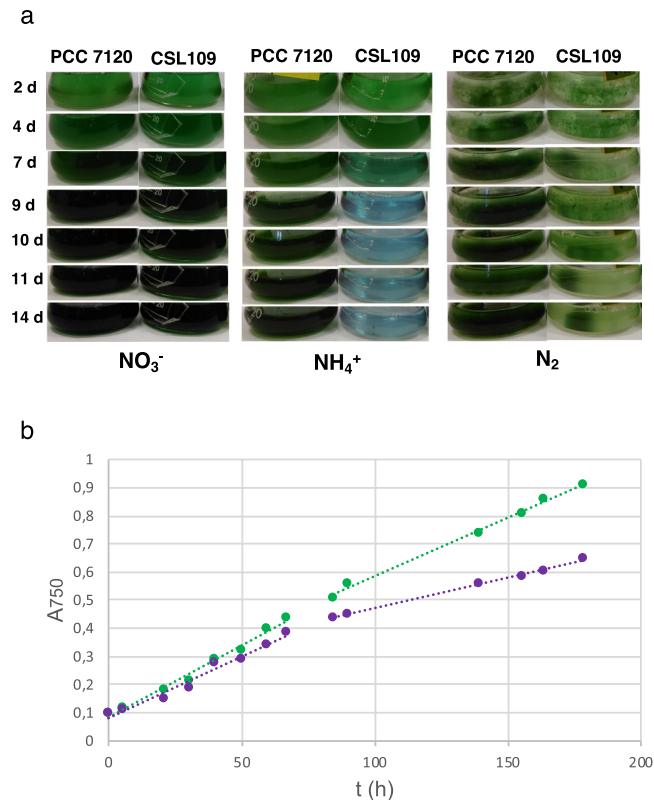 a
PCC 7120 CSL109 PCC 7120 CSL109 PCC 7120 CSL109
2 d
4 d
7 d
9 d
10 d
11 d
14 d
NO₃⁻ NH₄⁺ N₂
b
1
0,9
0,8
0,7
0,6
0,5
0,4
0,3
0,2
0,1
0
A750
0 50 100 150 200
t (h)